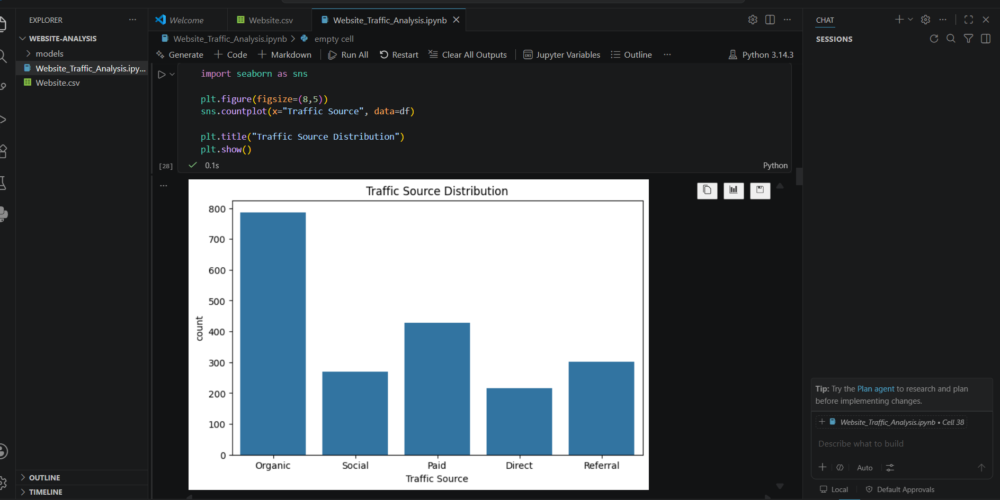 EXPLORER
WEBSITE-ANALYSIS
models
Website_Traffic_Analysis.ipy...
Website.csv
OUTLINE
TIMELINE
Welcome
Website.csv
Website_Traffic_Analysis.ipynb
Website_Traffic_Analysis.ipynb > empty cell
Generate + Code + Markdown | Run All Restart Clear All Outputs | Jupyter Variables Outline ... Python 3.14.3
import seaborn as sns
plt.figure(figsize=(8,5))
sns.countplot(x="Traffic Source", data=df)
plt.title("Traffic Source Distribution")
plt.show()
[28] 0.1s Python
Traffic Source Distribution
800
700
600
500
400
300
200
100
0
count
Organic Social Paid Direct Referral
Traffic Source
CHAT
SESSIONS
Tip: Try the Plan agent to research and plan
before implementing changes.
Website_Traffic_Analysis.ipynb • Cell 38
Describe what to build
Auto
Local Default Approvals